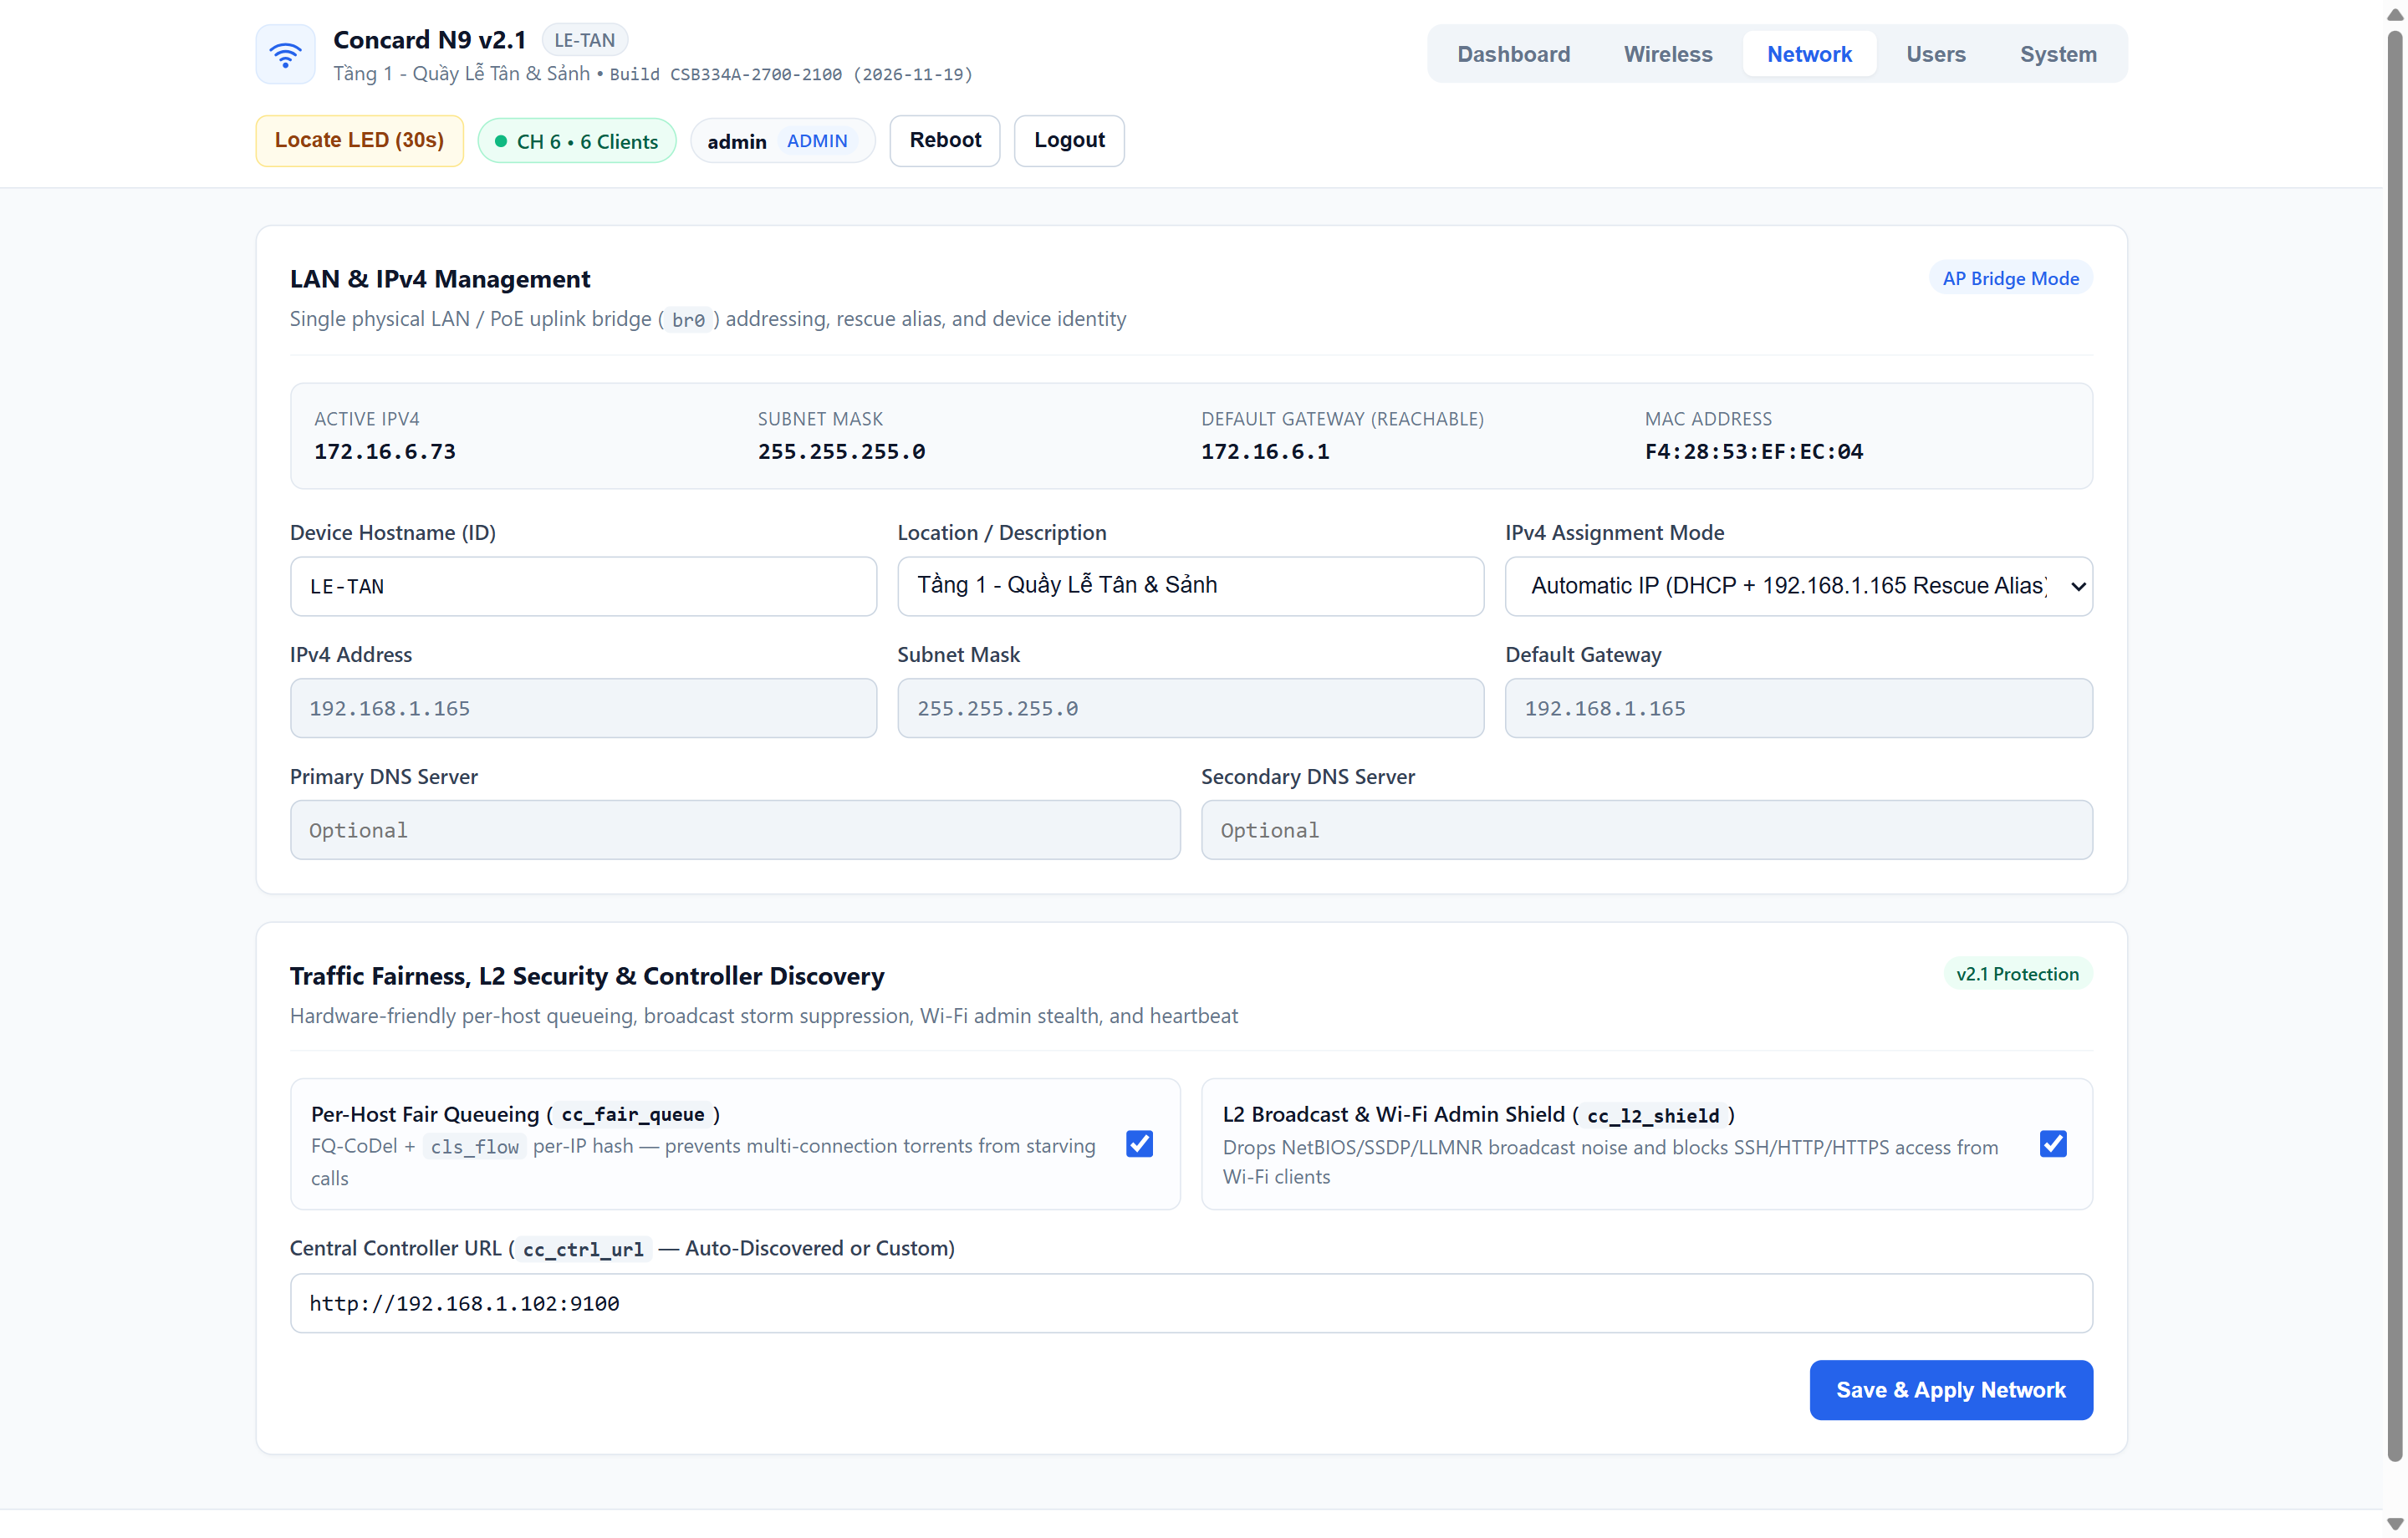 Concard N9 v2.1 LE-TAN
Tầng 1 - Quầy Lễ Tân & Sảnh • Build CSB334A-2700-2100 (2026-11-19)
Dashboard Wireless Network Users System
Locate LED (30s) CH 6 • 6 Clients admin ADMIN Reboot Logout
LAN & IPv4 Management
AP Bridge Mode
Single physical LAN / PoE uplink bridge (br0) addressing, rescue alias, and device identity
ACTIVE IPV4 SUBNET MASK DEFAULT GATEWAY (REACHABLE) MAC ADDRESS
172.16.6.73 255.255.255.0 172.16.6.1 F4:28:53:EF:EC:04
Device Hostname (ID) Location / Description IPv4 Assignment Mode
LE-TAN Tầng 1 - Quầy Lễ Tân & Sảnh Automatic IP (DHCP + 192.168.1.165 Rescue Alias)
IPv4 Address Subnet Mask Default Gateway
192.168.1.165 255.255.255.0 192.168.1.165
Primary DNS Server Secondary DNS Server
Optional Optional
Traffic Fairness, L2 Security & Controller Discovery
v2.1 Protection
Hardware-friendly per-host queueing, broadcast storm suppression, Wi-Fi admin stealth, and heartbeat
Per-Host Fair Queueing (cc_fair_queue)
FQ-CoDel + cls_flow per-IP hash — prevents multi-connection torrents from starving
calls
L2 Broadcast & Wi-Fi Admin Shield (cc_l2_shield)
Drops NetBIOS/SSDP/LLMNR broadcast noise and blocks SSH/HTTP/HTTPS access from
Wi-Fi clients
Central Controller URL (cc_ctrl_url — Auto-Discovered or Custom)
http://192.168.1.102:9100
Save & Apply Network